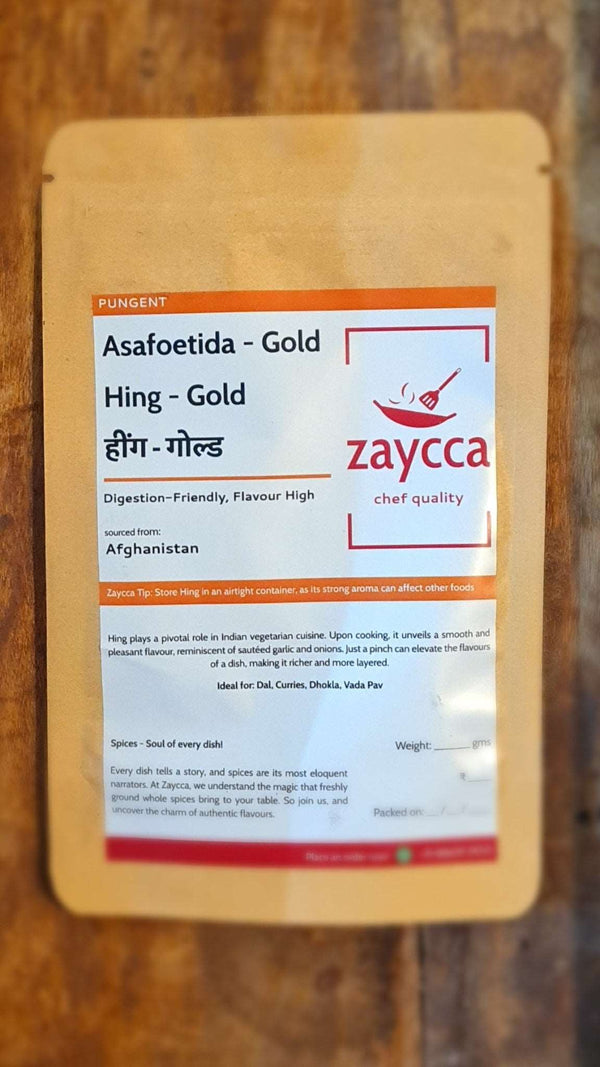 PUNGENT
Asafoetida - Gold
Hing - Gold
हींग - गोल्ड
zaycca
chef quality
Digestion-Friendly, Flavour High
sourced from:
Afghanistan
Zaycca Tip: Store Hing in an airtight container, as its strong aroma can affect other foods
Hing plays a pivotal role in Indian vegetarian cuisine. Upon cooking, it unveils a smooth and
pleasant flavour, reminiscent of sautéed garlic and onions. Just a pinch can elevate the flavours
of a dish, making it richer and more layered.
Ideal for: Dal, Curries, Dhokla, Vada Pav
Spices - Soul of every dish!
Every dish tells a story, and spices are its most eloquent
narrators. At Zaycca, we understand the magic that freshly
ground whole spices bring to your table. So join us, and
uncover the charm of authentic flavours.
Weight: ______ gms
₹ ____
Packed on: __ / __ / ____